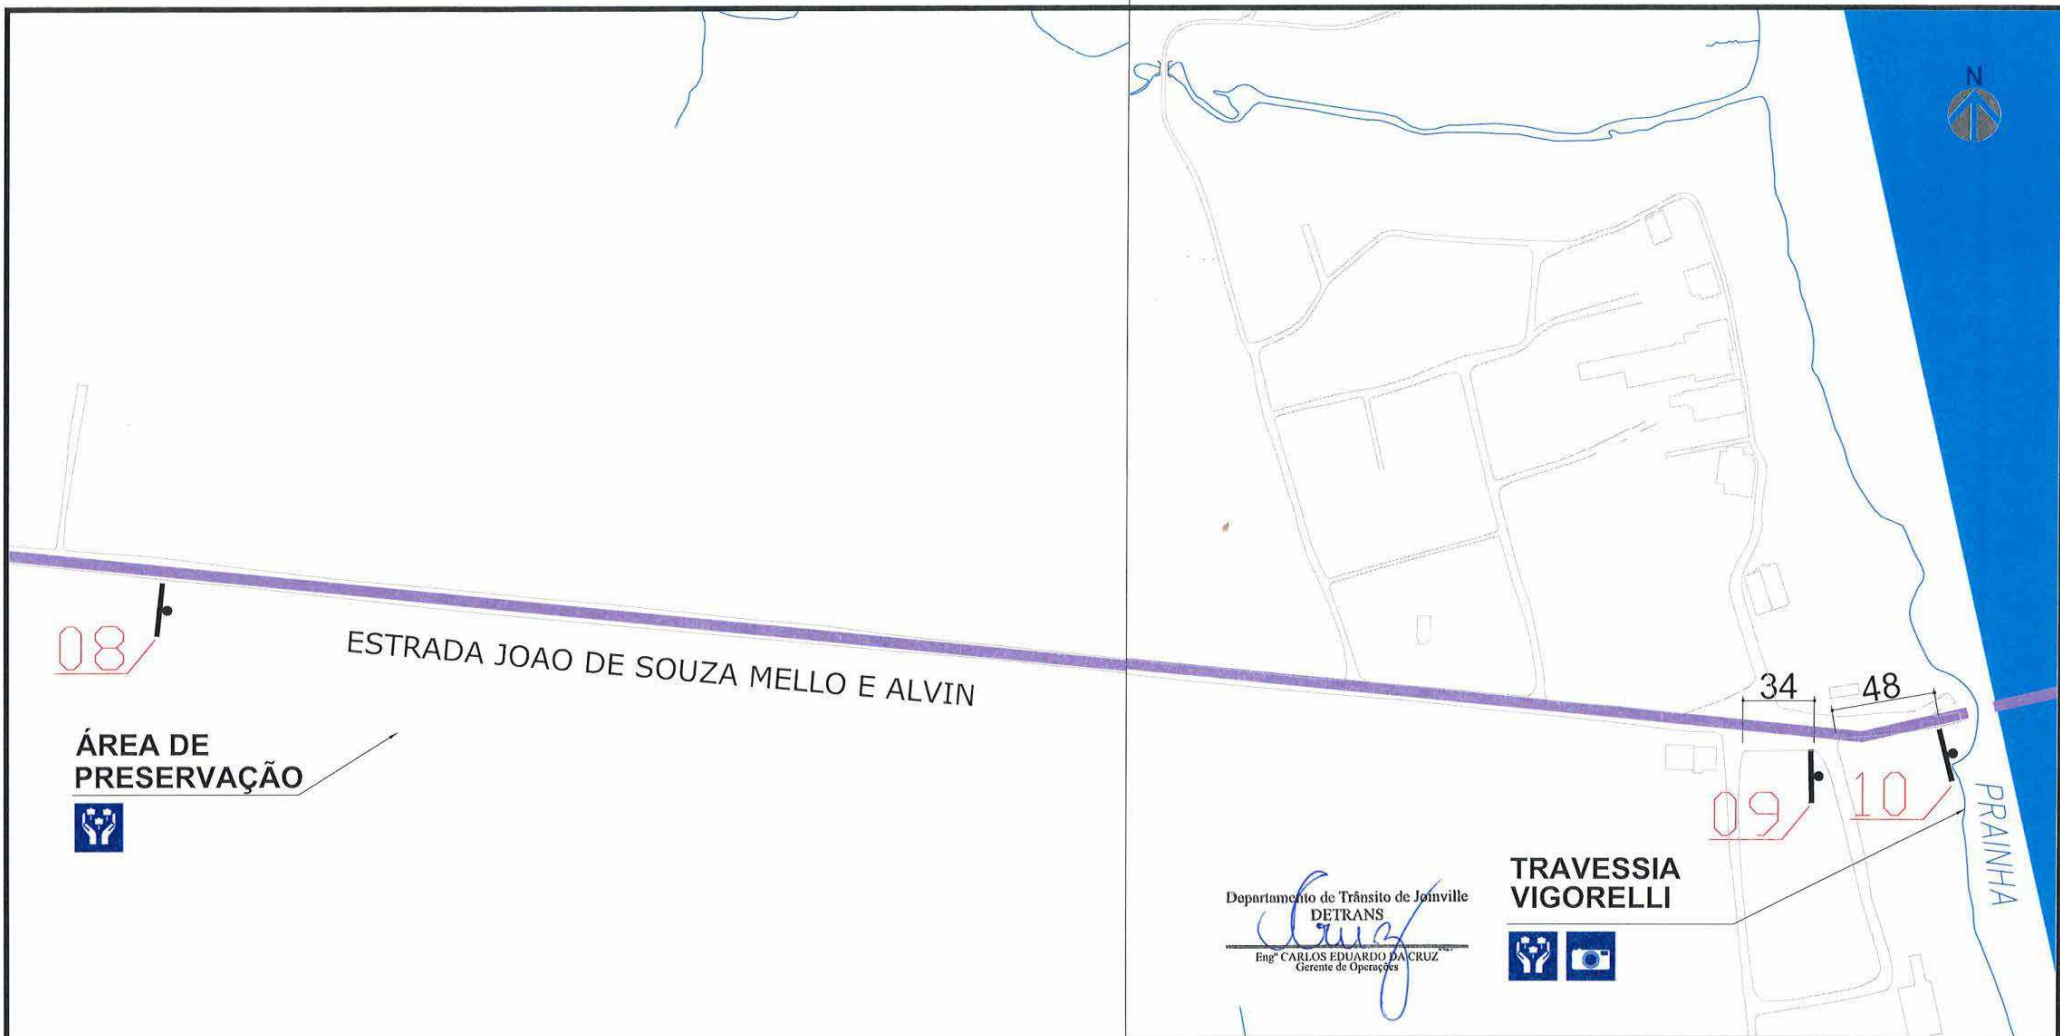 N
08
ESTRADA JOAO DE SOUZA MELLO E ALVIN
ÁREA DE
PRESERVAÇÃO
34
48
09
10
PRAINHA
TRAVESSIA
VIGORELLI
Departamento de Trânsito de Joinville
DETRANS
Cruz
Engº CARLOS EDUARDO DA CRUZ
Gerente de Operações